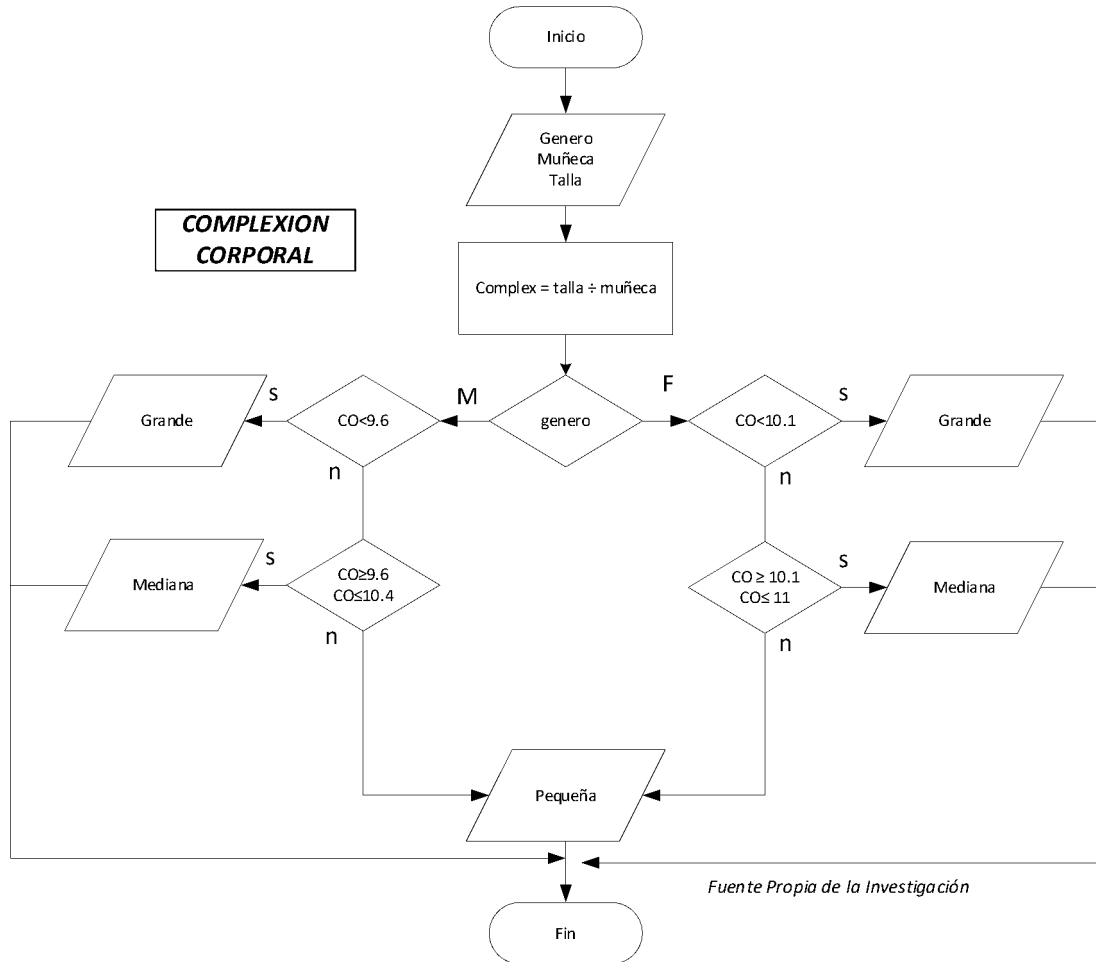 Inicio
Genero
Muñeca
Talla
COMPLEXION
CORPORAL
Complex = talla ÷ muñeca
Grande
s
CO<9.6
n
M
genero
F
CO<10.1
n
s
Grande
Mediana
s
CO≥9.6
CO≤10.4
n
CO ≥ 10.1
CO≤ 11
n
s
Mediana
Pequeña
Fuente Propia de la Investigación
Fin